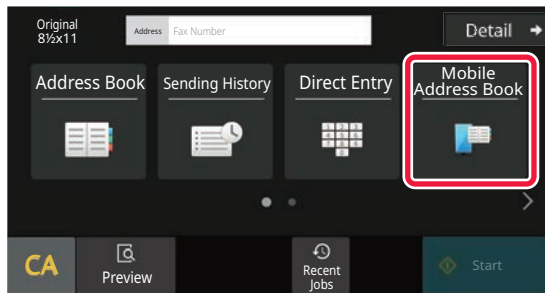 Original
8½x11
Address Fax Number
Detail
Address Book
Sending History
Direct Entry
Mobile
Address Book
CA
Preview
Recent
Jobs
Start